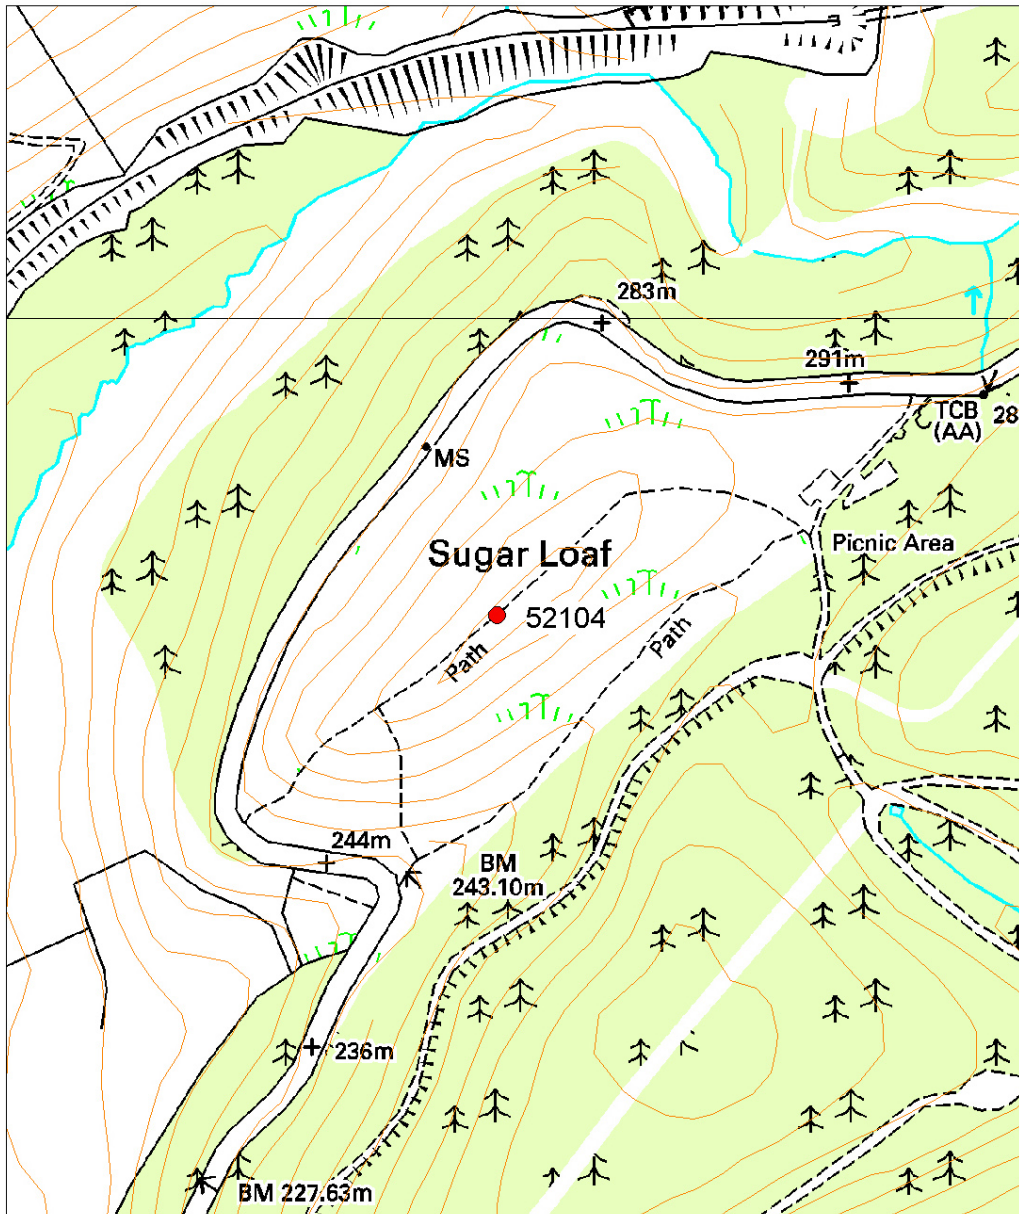 283m
291m
TCB
(AA)
28
MS
Picnic Area
Sugar Loaf
52104
Path
Path
244m
BM
243.10m
236m
BM 227.63m